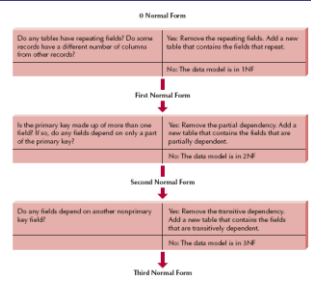 0 Normal Form
Do any tables have repeating fields? Do some
records have a different number of columns
from other records?
Yes: Remove the repeating fields. Add a new
table that contains the fields that repeat.
No: The data model is in 1NF
First Normal Form
Is the primary key made up of more than one
field? If so, do any fields depend on only a part
of the primary key?
Yes: Remove the partial dependency. Add a
new table that contains the fields that are
partially dependent.
No: The data model is in 2NF
Second Normal Form
Do any fields depend on another nonprimary
key field?
Yes: Remove the transitive dependency.
Add a new table that contains the fields
that are transitively dependent.
No: The data model is in 3NF
Third Normal Form